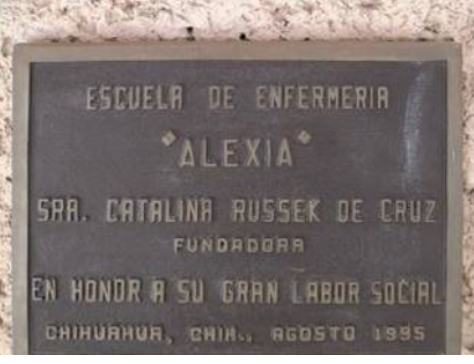 ESCUELA DE ENFERMERIA
"ALEXIA"
SRA. CATALINA RUSSEK DE CRUZ
FUNDADORA
EN HONOR A SU GRAN LABOR SOCIAL
CHIHUAHUA, CHIH., AGOSTO 1995